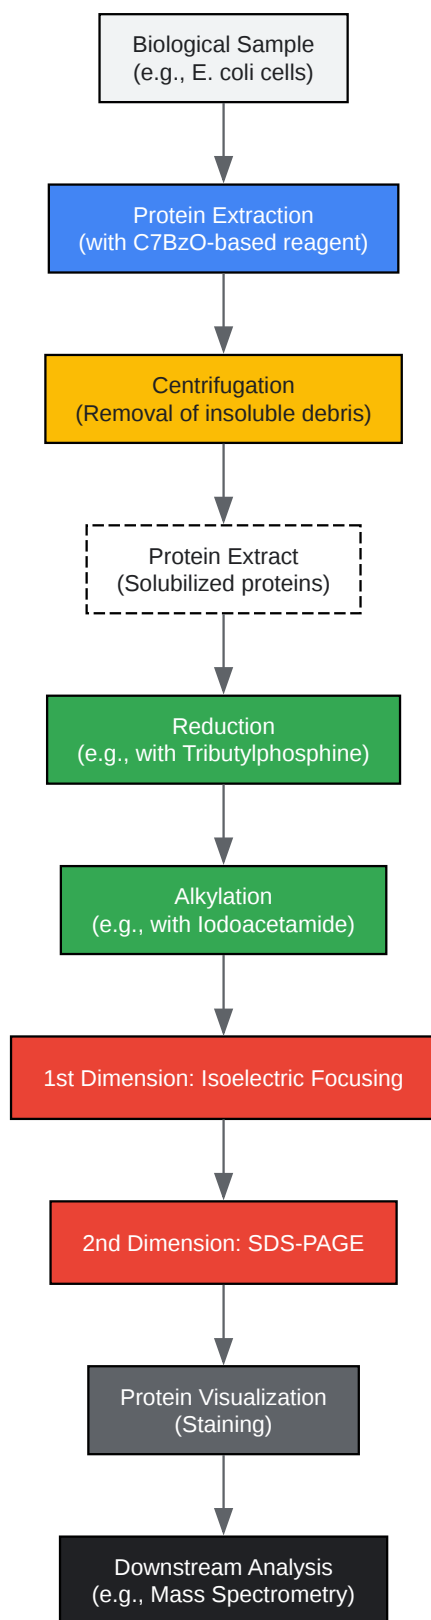 Biological Sample
(e.g., E. coli cells)
Protein Extraction
(with C7BzO-based reagent)
Centrifugation
(Removal of insoluble debris)
Protein Extract
(Solubilized proteins)
Reduction
(e.g., with Tributylphosphine)
Alkylation
(e.g., with Iodoacetamide)
1st Dimension: Isoelectric Focusing
2nd Dimension: SDS-PAGE
Protein Visualization
(Staining)
Downstream Analysis
(e.g., Mass Spectrometry)